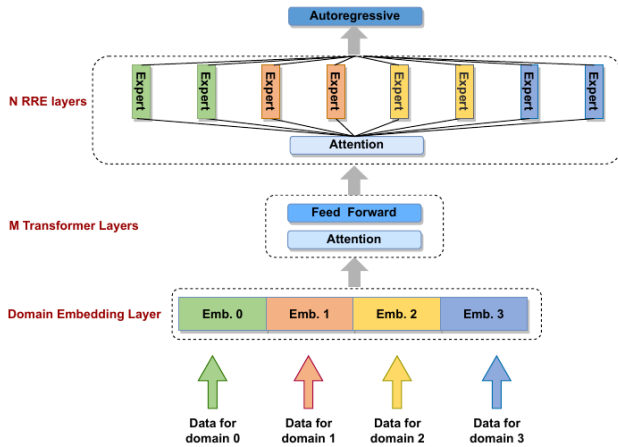 Autoregressive
N RRE layers
Expert
Expert
Expert
Expert
Expert
Expert
Expert
Expert
Attention
M Transformer Layers
Feed Forward
Attention
Domain Embedding Layer
Emb. 0
Emb. 1
Emb. 2
Emb. 3
Data for
domain 0
Data for
domain 1
Data for
domain 2
Data for
domain 3